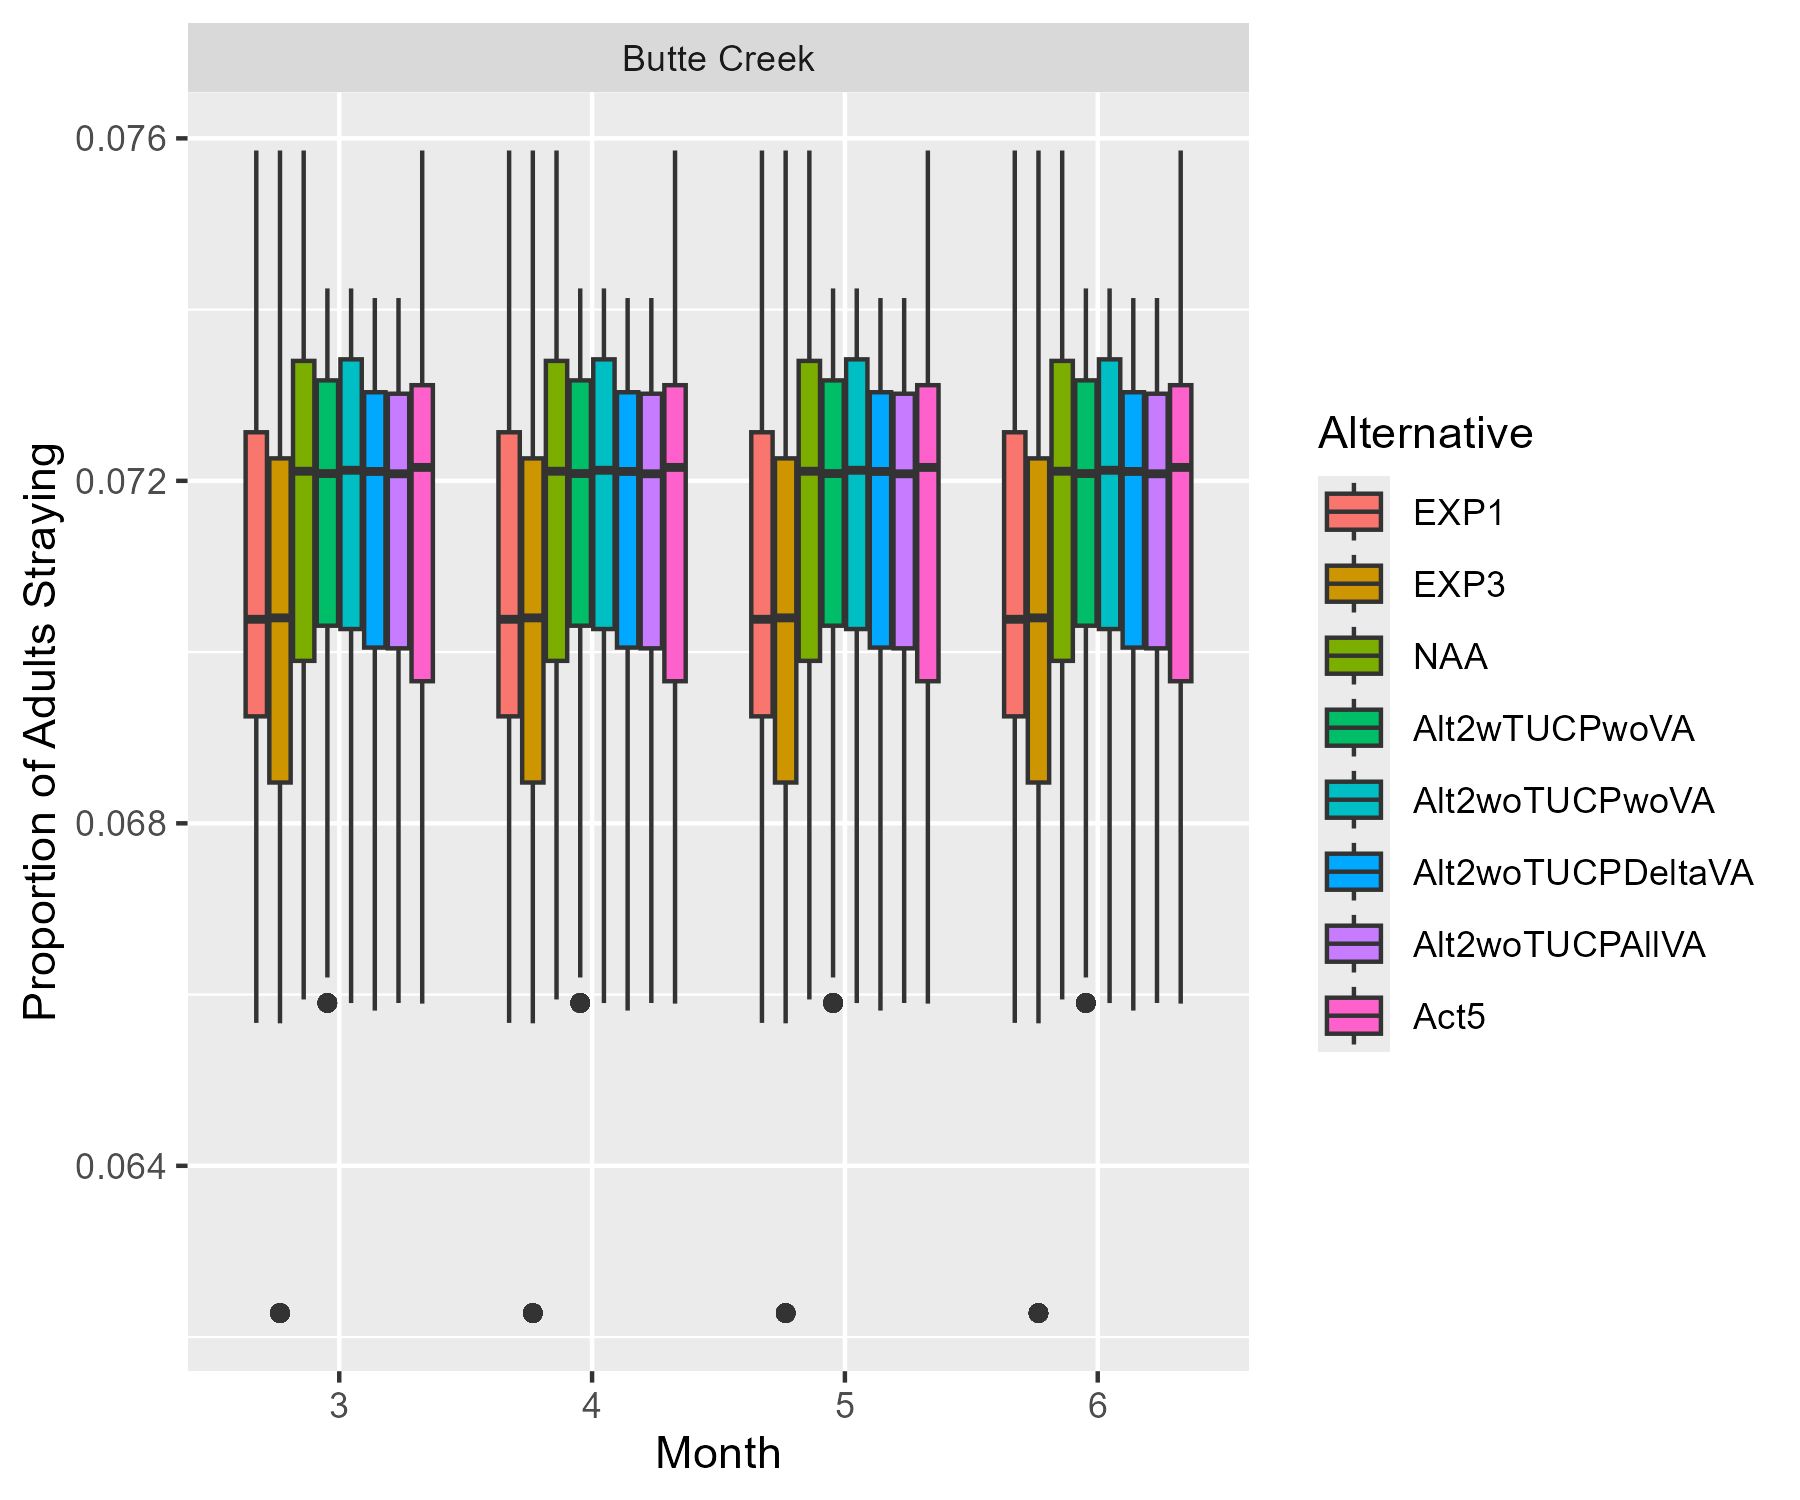 Butte Creek
0.076
0.072
0.068
0.064
Proportion of Adults Straying
3 4 5 6
Month
Alternative
EXP1
EXP3
NAA
Alt2wTUCPwoVA
Alt2woTUCPwoVA
Alt2woTUCPDeltaVA
Alt2woTUCPAllVA
Act5